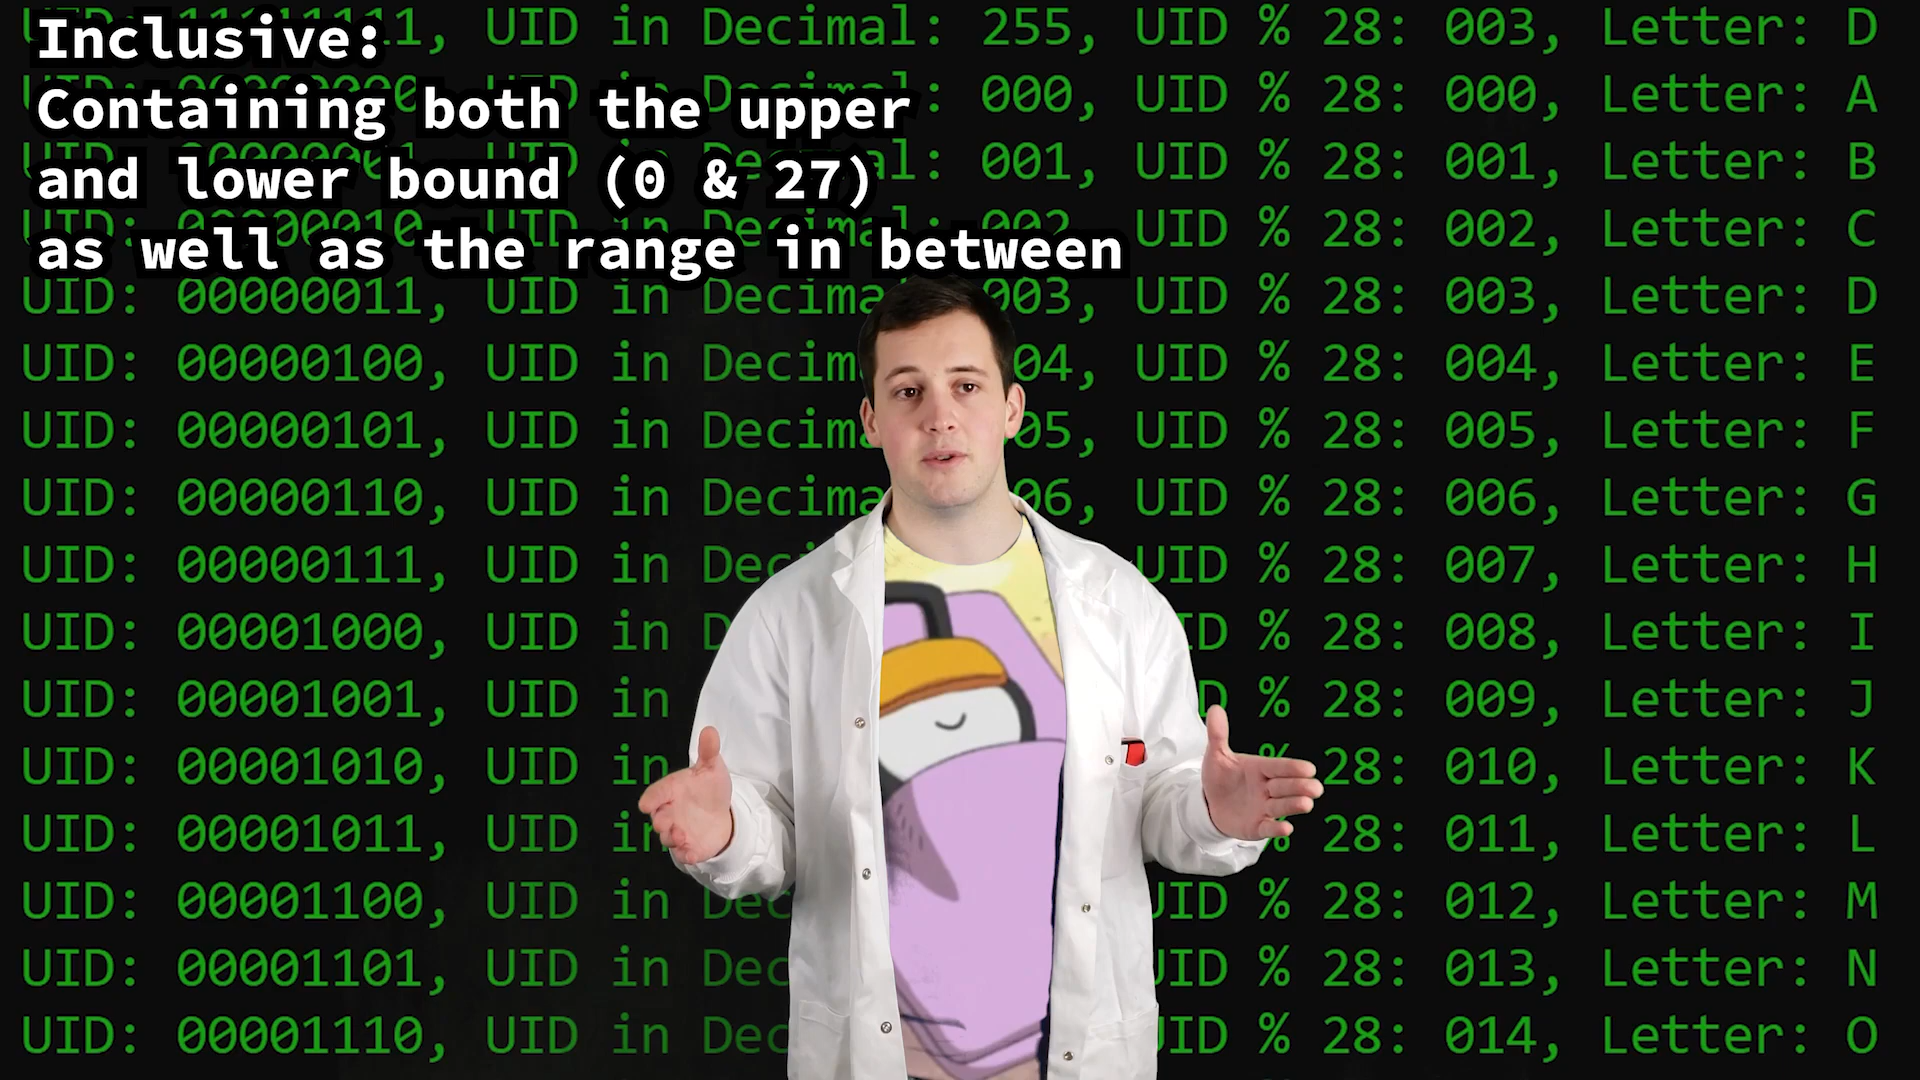 Inclusive:
Containing both the upper
and lower bound (0 & 27)
as well as the range in between
UID in Decimal: 255, UID % 28: 003, Letter: D
000, UID % 28: 000, Letter: A
001, UID % 28: 001, Letter: B
UID % 28: 002, Letter: C
UID: 00000011, UID in Decimal 003, UID % 28: 003, Letter: D
UID: 00000100, UID in Decim 04, UID % 28: 004, Letter: E
UID: 00000101, UID in Decima 05, UID % 28: 005, Letter: F
UID: 00000110, UID in Decima 06, UID % 28: 006, Letter: G
UID: 00000111, UID in Dec UID % 28: 007, Letter: H
UID: 00001000, UID in D ID % 28: 008, Letter: I
UID: 00001001, UID in D % 28: 009, Letter: J
UID: 00001010, UID in % 28: 010, Letter: K
UID: 00001011, UID in % 28: 011, Letter: L
UID: 00001100, UID in Dec UID % 28: 012, Letter: M
UID: 00001101, UID in Dec UID % 28: 013, Letter: N
UID: 00001110, UID in Dec UID % 28: 014, Letter: O